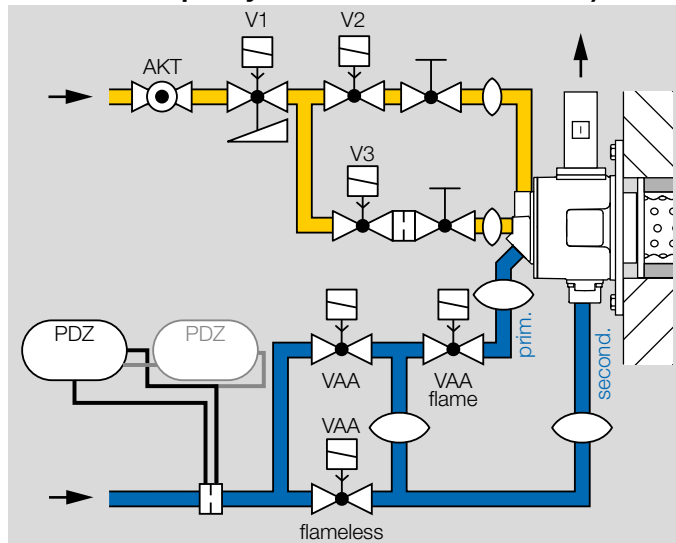 V1
V2
AKT
V3
PDZ
PDZ
prim.
second.
VAA
VAA
flame
VAA
flameless